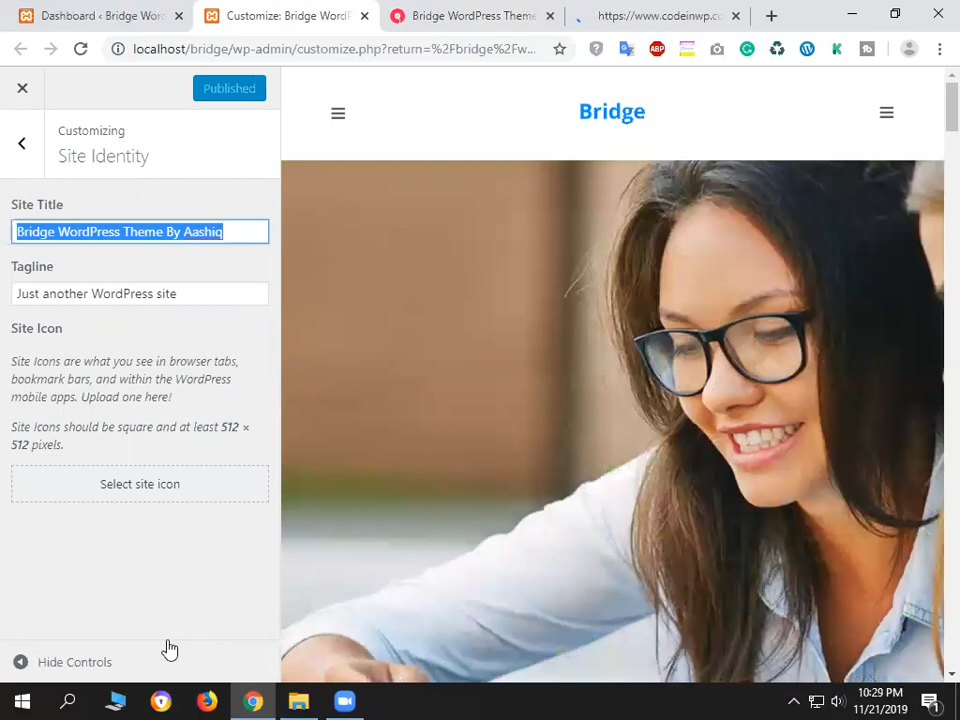 Dashboard ‹ Bridge Wor
Customize: Bridge WordP
Bridge WordPress Theme
https://www.codeinwp.co
localhost/bridge/wp-admin/customize.php?return=%2Fbridge%2Fw...
ABP
Published
Customizing
Site Identity
Site Title
Bridge WordPress Theme By Aashiq
Tagline
Just another WordPress site
Site Icon
Site Icons are what you see in browser tabs,
bookmark bars, and within the WordPress
mobile apps. Upload one here!
Site Icons should be square and at least 512 ×
512 pixels.
Select site icon
Hide Controls
Bridge
10:29 PM
11/21/2019
1